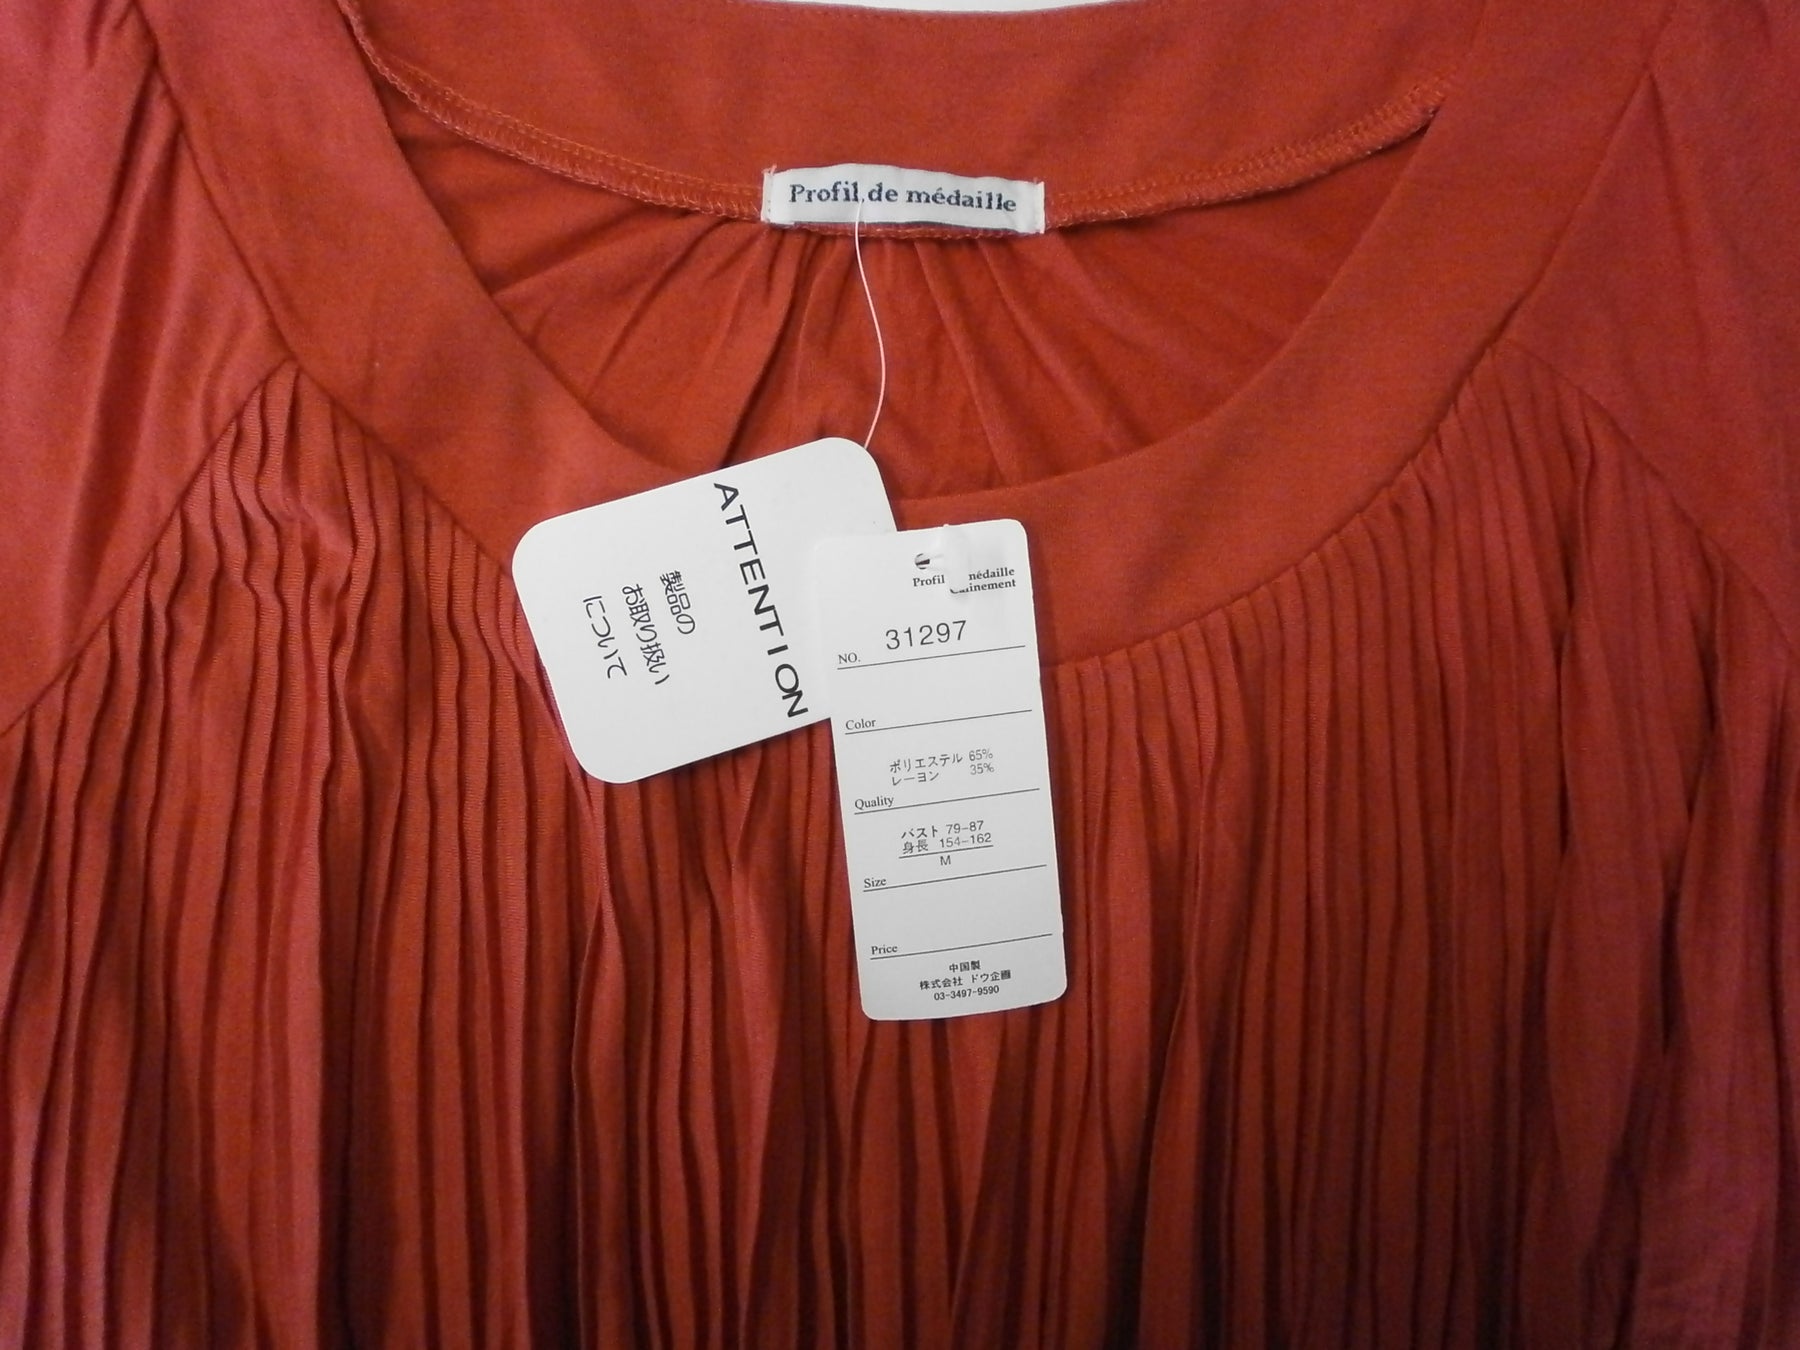 Profil de médaille
ATTENTION
製品の
お取り扱い
について
Profil médaille
NO. 31297
Color
ポリエステル 65%
レーヨン 35%
Quality
バスト 79-87
身長 154-162
M
Size
Price
中国製
株式会社 ドウ企画
03-3497-9590